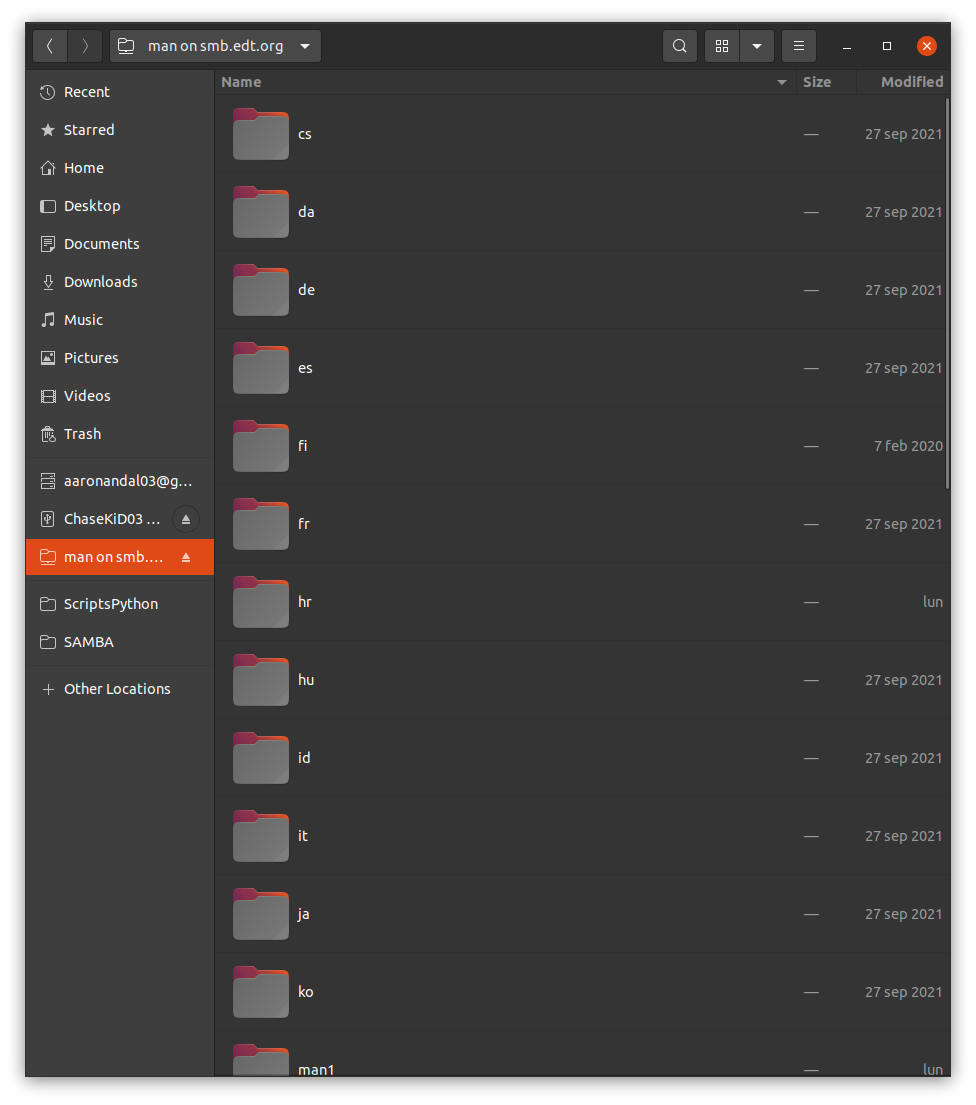 man on smb.edt.org
Name Size Modified
Recent
Starred
Home
Desktop
Documents
Downloads
Music
Pictures
Videos
Trash
aaronandal03@g...
ChaseKiD03 ...
man on smb....
ScriptsPython
SAMBA
Other Locations
cs — 27 sep 2021
da — 27 sep 2021
de — 27 sep 2021
es — 27 sep 2021
fi — 7 feb 2020
fr — 27 sep 2021
hr — lun
hu — 27 sep 2021
id — 27 sep 2021
it — 27 sep 2021
ja — 27 sep 2021
ko — 27 sep 2021
man1 — lun